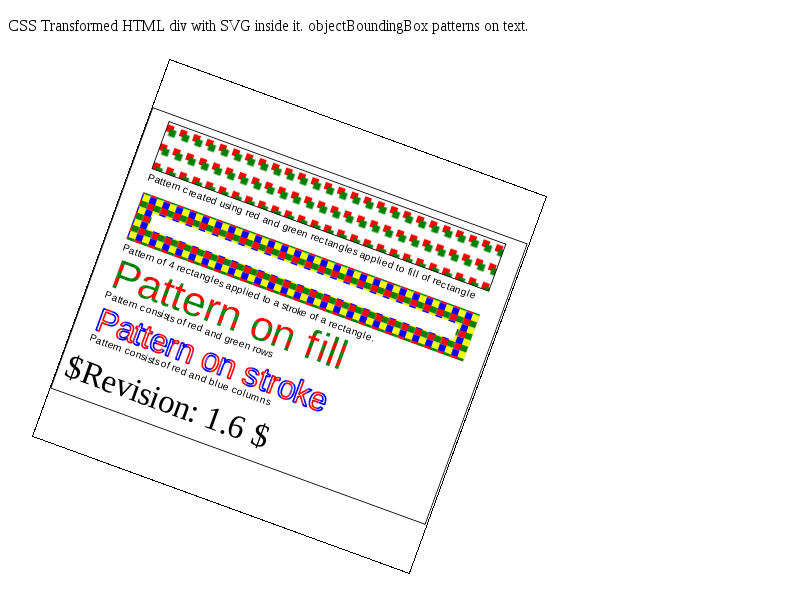 CSS Transformed HTML div with SVG inside it. objectBoundingBox patterns on text.
Pattern created using red and green rectangles applied to fill of rectangle
Pattern of 4 rectangles applied to a stroke of a rectangle.
Pattern on fill
Pattern consists of red and green rows
Pattern on stroke
Pattern consists of red and blue columns
$Revision: 1.6 $